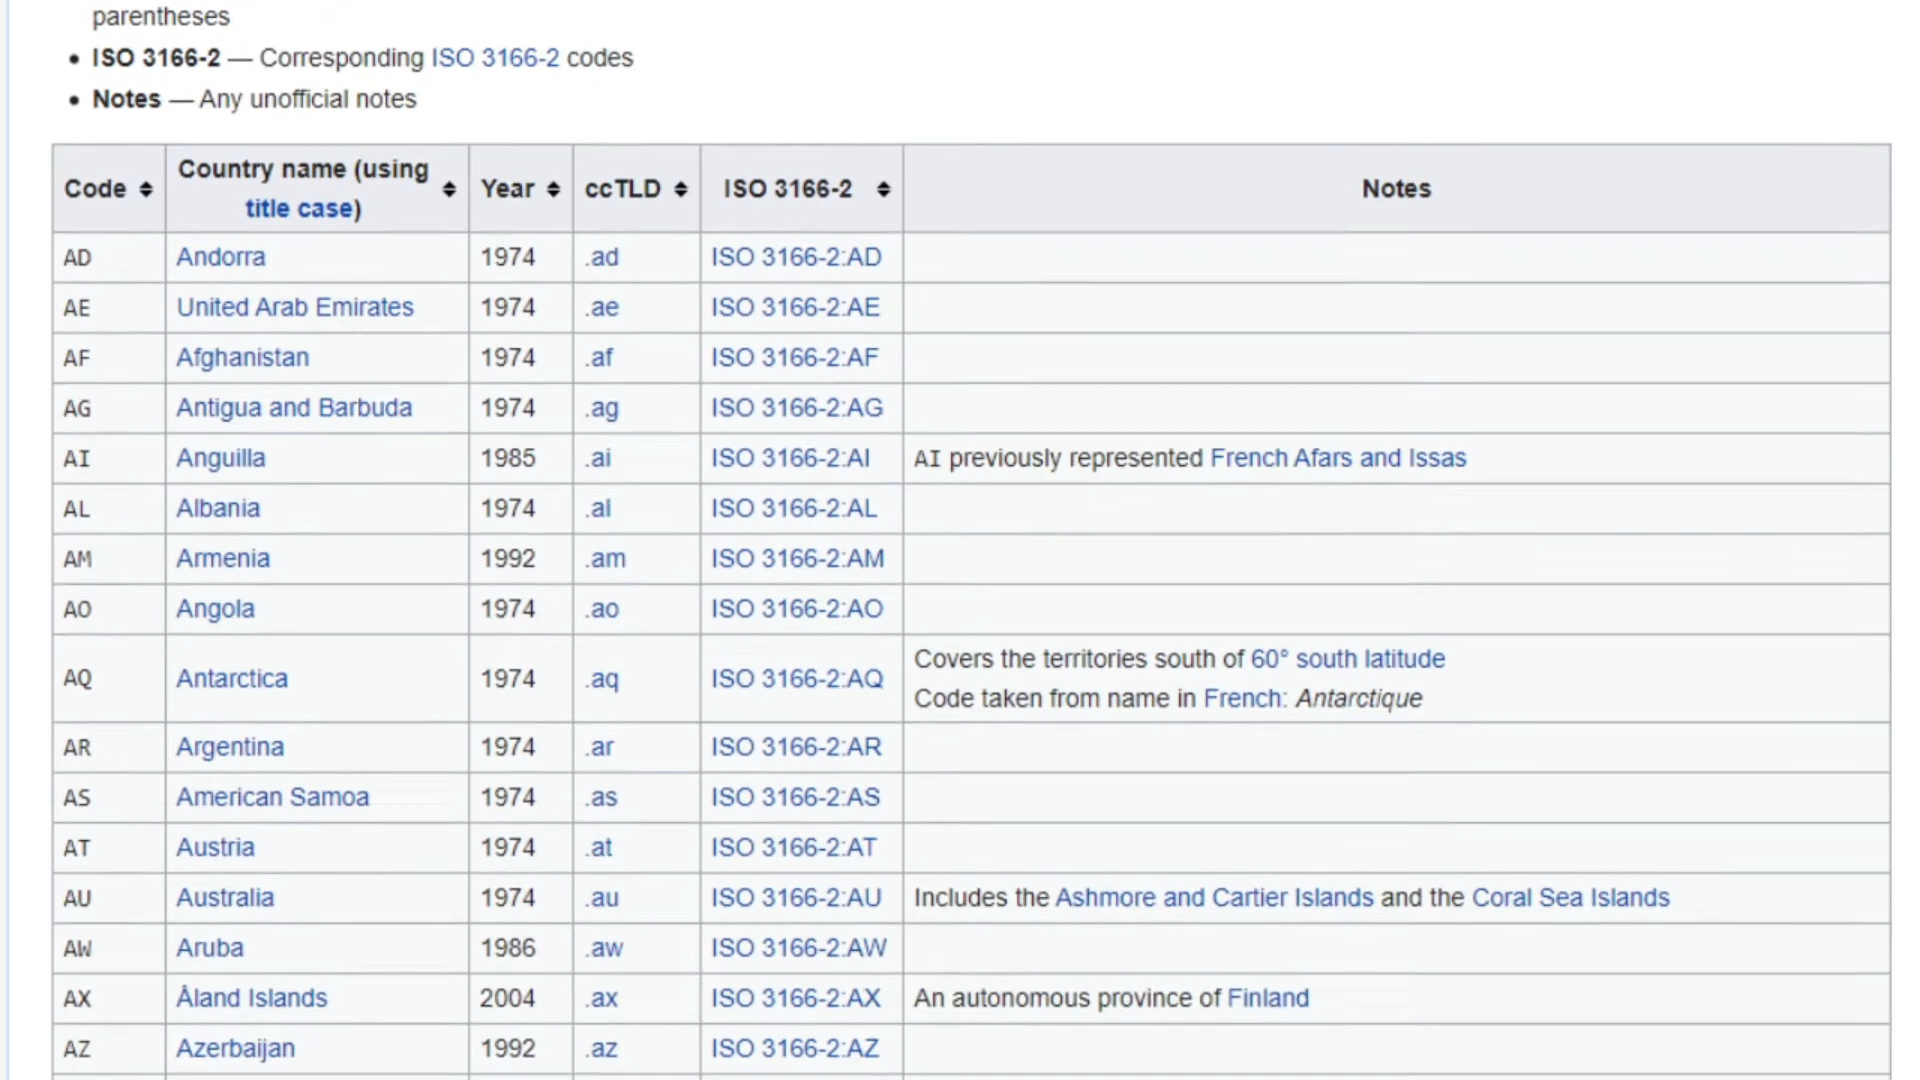 parentheses
• ISO 3166-2 — Corresponding ISO 3166-2 codes
• Notes — Any unofficial notes
Code Country name (using title case) Year ccTLD ISO 3166-2 Notes
AD Andorra 1974 .ad ISO 3166-2:AD
AE United Arab Emirates 1974 .ae ISO 3166-2:AE
AF Afghanistan 1974 .af ISO 3166-2:AF
AG Antigua and Barbuda 1974 .ag ISO 3166-2:AG
AI Anguilla 1985 .ai ISO 3166-2:AI AI previously represented French Afars and Issas
AL Albania 1974 .al ISO 3166-2:AL
AM Armenia 1992 .am ISO 3166-2:AM
AO Angola 1974 .ao ISO 3166-2:AO
AQ Antarctica 1974 .aq ISO 3166-2:AQ Covers the territories south of 60° south latitude
Code taken from name in French: Antarctique
AR Argentina 1974 .ar ISO 3166-2:AR
AS American Samoa 1974 .as ISO 3166-2:AS
AT Austria 1974 .at ISO 3166-2:AT
AU Australia 1974 .au ISO 3166-2:AU Includes the Ashmore and Cartier Islands and the Coral Sea Islands
AW Aruba 1986 .aw ISO 3166-2:AW
AX Åland Islands 2004 .ax ISO 3166-2:AX An autonomous province of Finland
AZ Azerbaijan 1992 .az ISO 3166-2:AZ